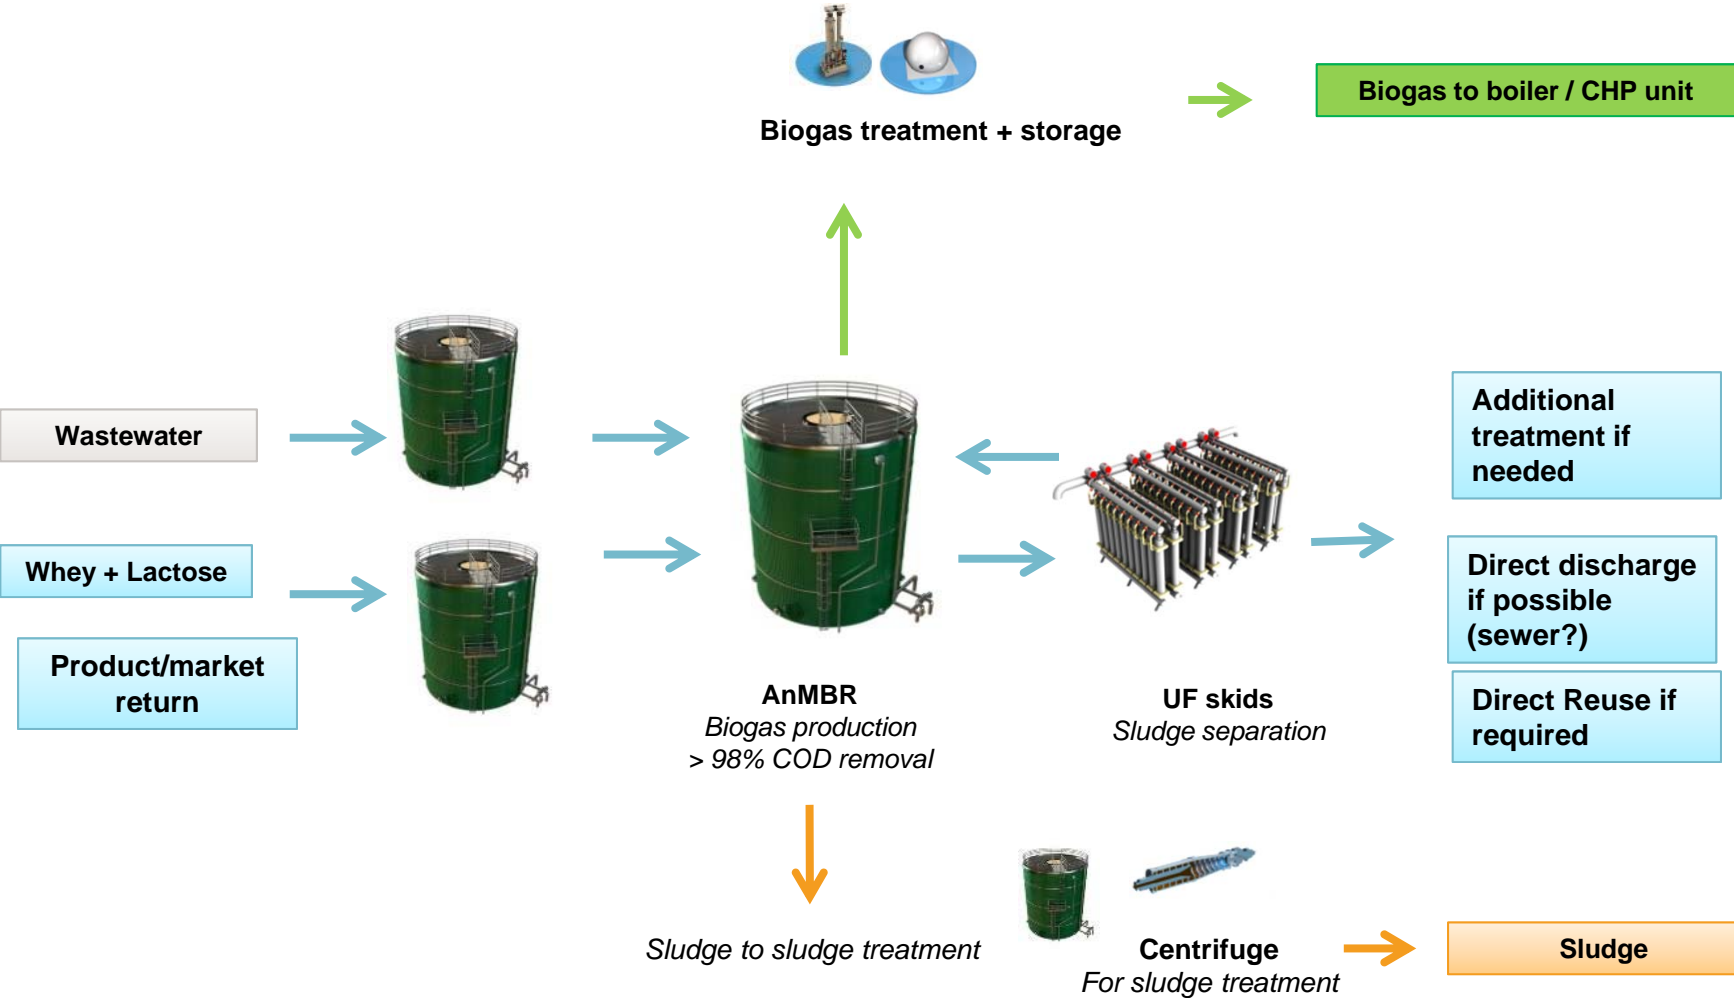 Biogas treatment + storage
Biogas to boiler / CHP unit
Wastewater
Whey + Lactose
Product/market
return
AnMBR
Biogas production
> 98% COD removal
UF skids
Sludge separation
Additional
treatment if
needed
Direct discharge
if possible
(sewer?)
Direct Reuse if
required
Sludge to sludge treatment
Centrifuge
For sludge treatment
Sludge